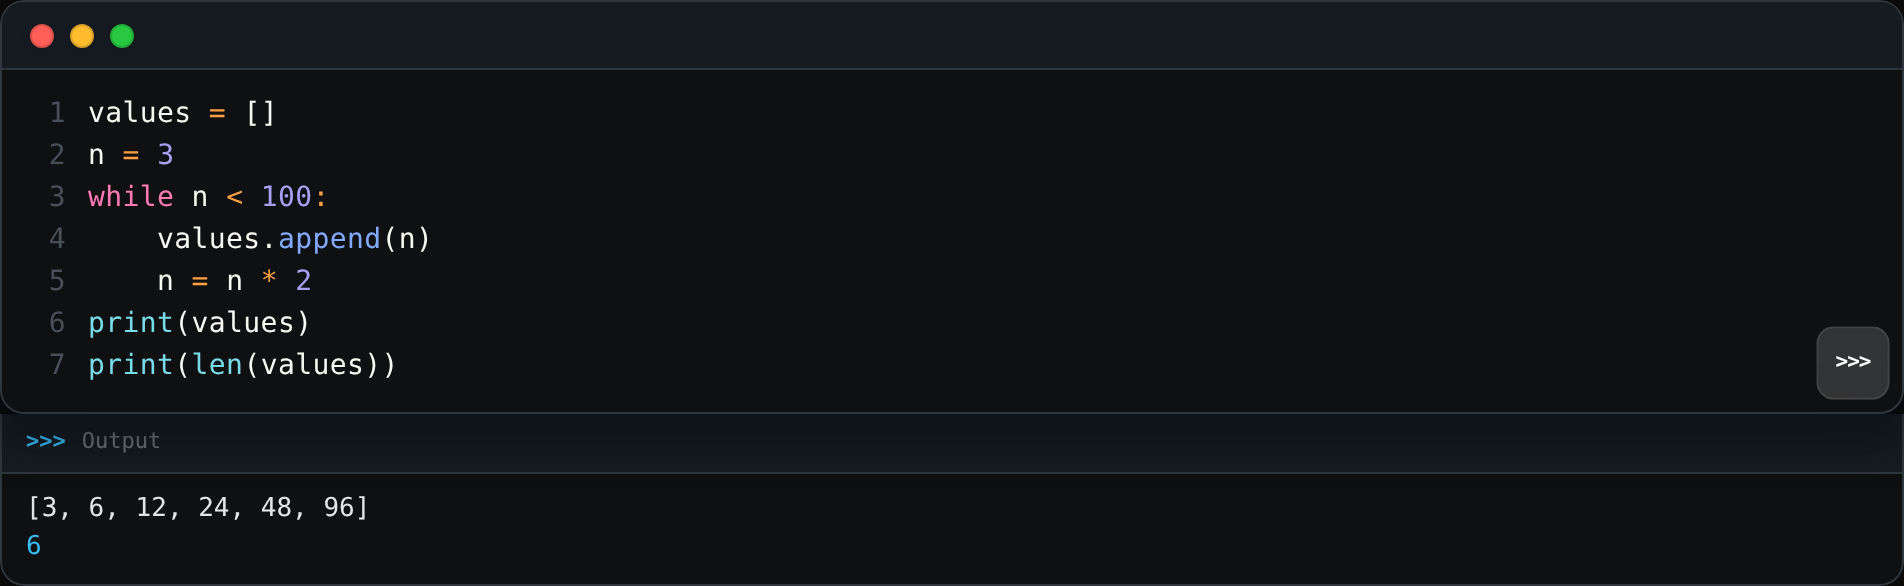 1 values = []
2 n = 3
3 while n < 100:
4     values.append(n)
5     n = n * 2
6 print(values)
7 print(len(values))
>>>
>>> Output
[3, 6, 12, 24, 48, 96]
6